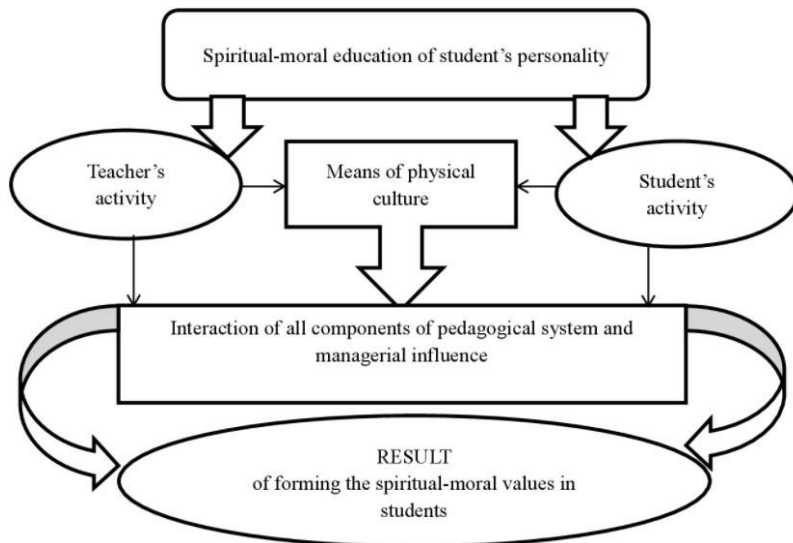 Spiritual-moral education of student’s personality
Teacher’s
activity
Means of physical
culture
Student’s
activity
Interaction of all components of pedagogical system and
managerial influence
RESULT
of forming the spiritual-moral values in
students